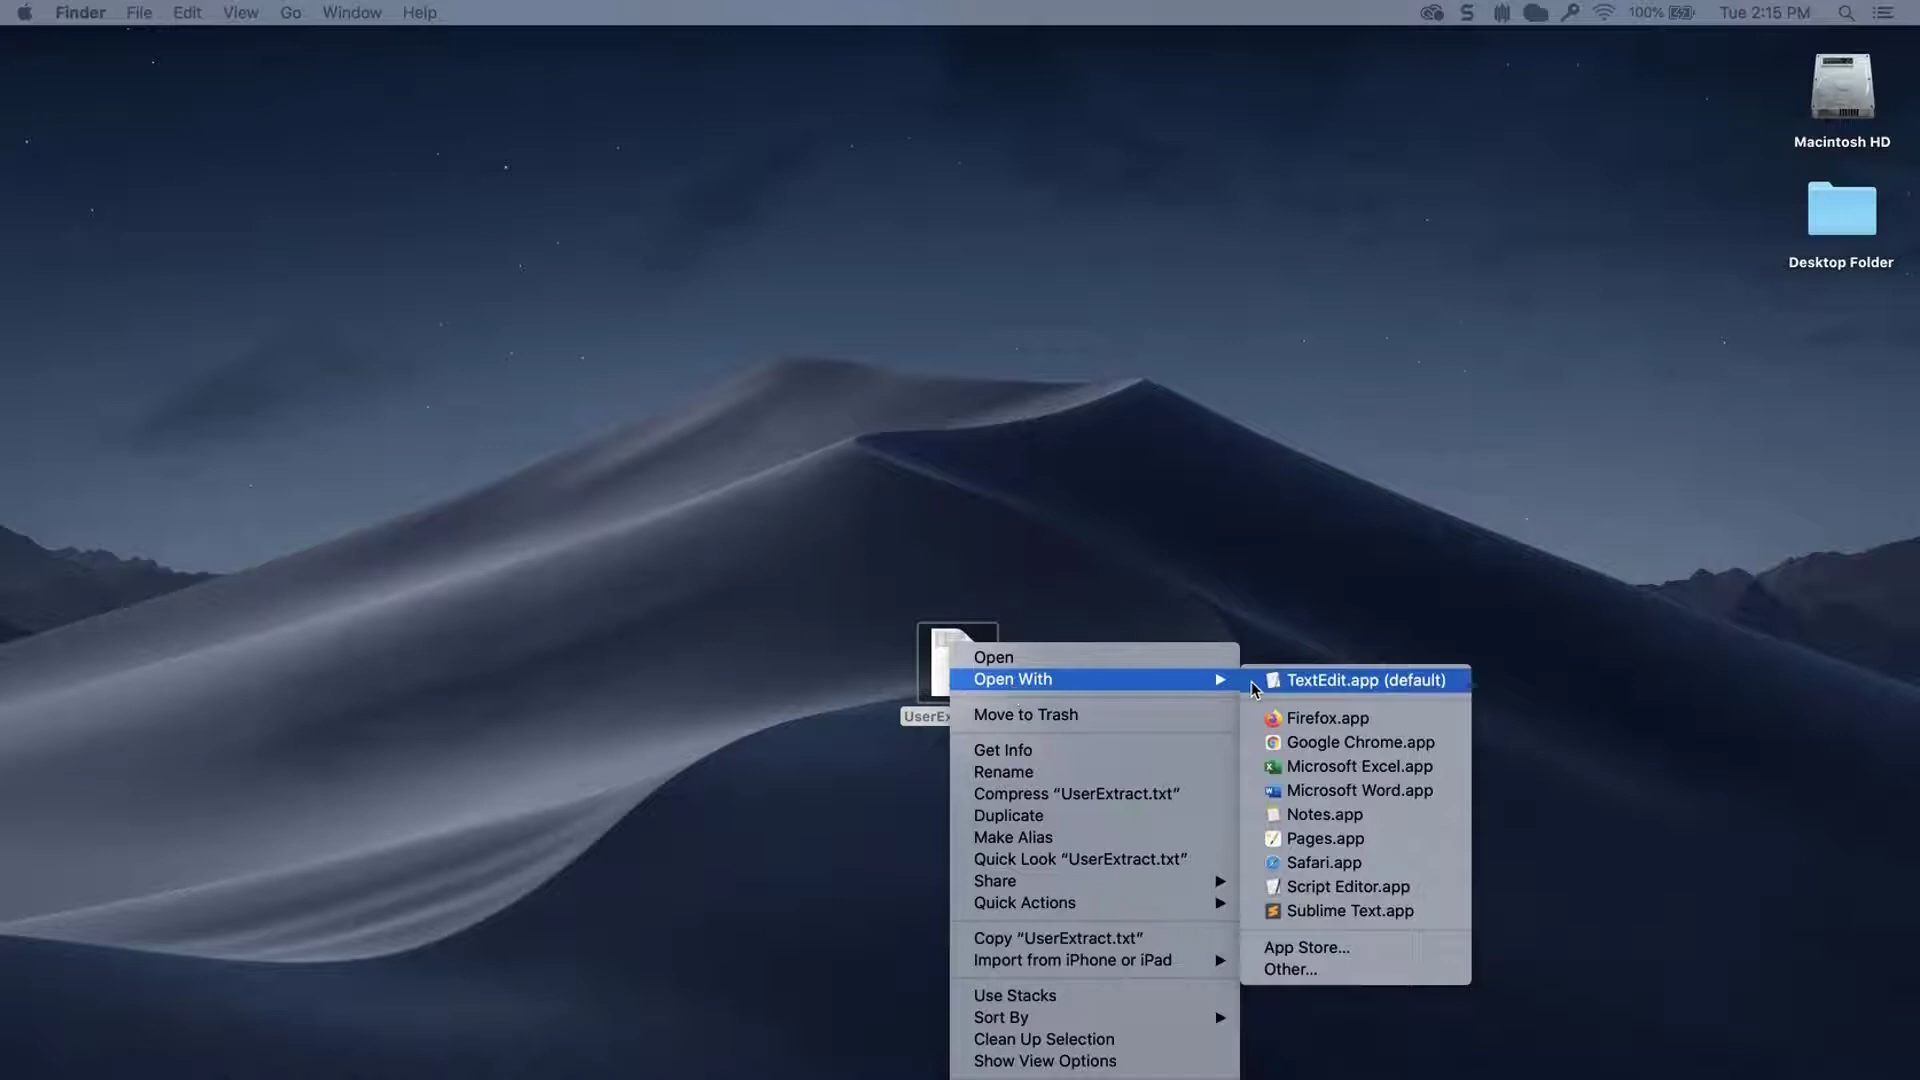 Finder File Edit View Go Window Help 100% Tue 2:15 PM
Macintosh HD
Desktop Folder
UserEx
Open
Open With
Move to Trash
Get Info
Rename
Compress “UserExtract.txt”
Duplicate
Make Alias
Quick Look “UserExtract.txt”
Share
Quick Actions
Copy “UserExtract.txt”
Import from iPhone or iPad
Use Stacks
Sort By
Clean Up Selection
Show View Options
TextEdit.app (default)
Firefox.app
Google Chrome.app
Microsoft Excel.app
Microsoft Word.app
Notes.app
Pages.app
Safari.app
Script Editor.app
Sublime Text.app
App Store...
Other...